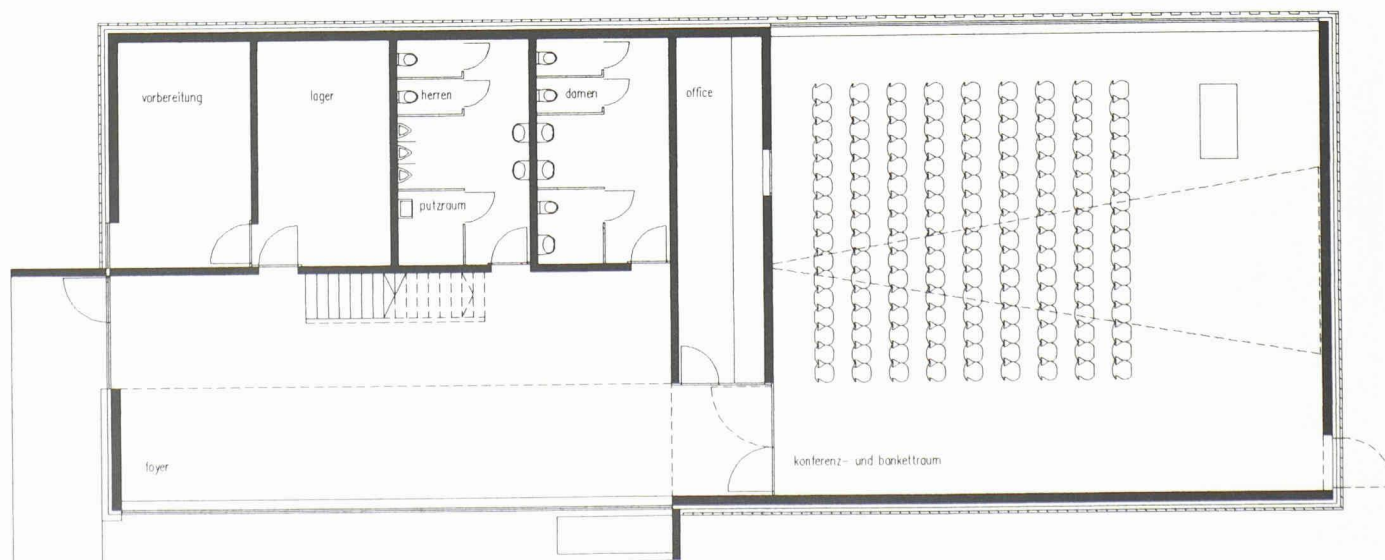 vorbereitung
lager
herren
damen
office
putzraum
foyer
konferenz- und bankettraum